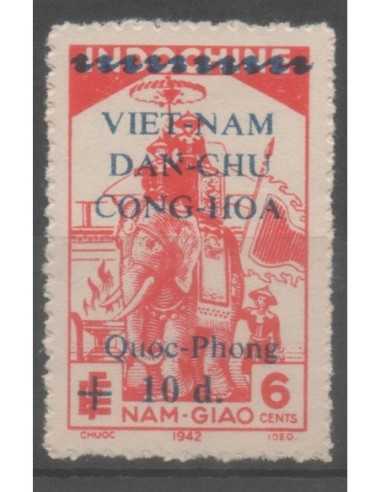 INDOCHINE
VIET-NAM
DAN-CHU
CONG-HOA
Quoc-Phong
+ 10 d.
6
NAM-GIAO CENTS
CHUOC 1942 IDEO.